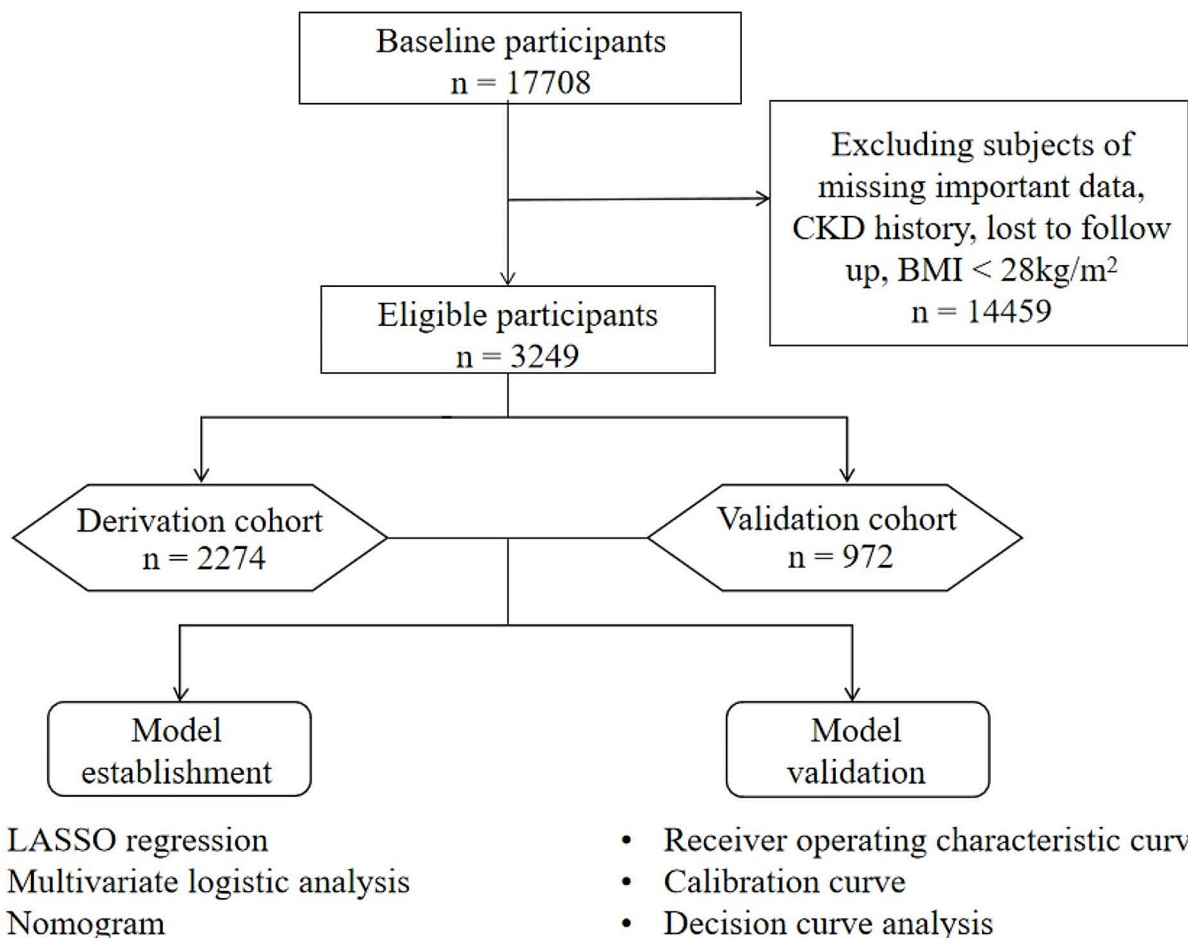 Baseline participants
n = 17708
Excluding subjects of
missing important data,
CKD history, lost to follow
up, BMI < 28kg/m²
n = 14459
Eligible participants
n = 3249
Derivation cohort
n = 2274
Validation cohort
n = 972
Model
establishment
Model
validation
LASSO regression
Multivariate logistic analysis
Nomogram
• Receiver operating characteristic curv
• Calibration curve
• Decision curve analysis